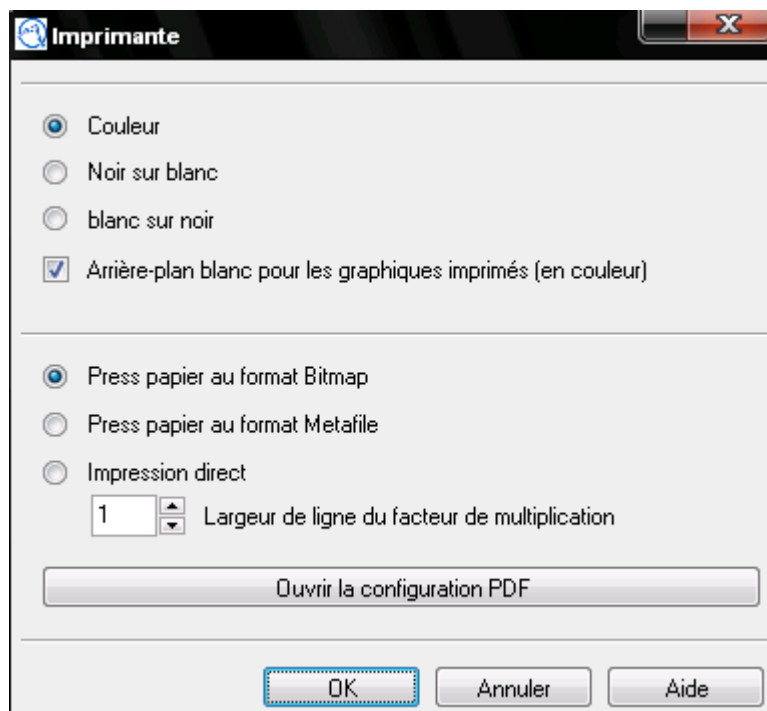 Imprimante
Couleur
Noir sur blanc
blanc sur noir
Arrière-plan blanc pour les graphiques imprimés (en couleur)
Press papier au format Bitmap
Press papier au format Metafile
Impression direct
1 Largeur de ligne du facteur de multiplication
Ouvrir la configuration PDF
OK Annuler Aide